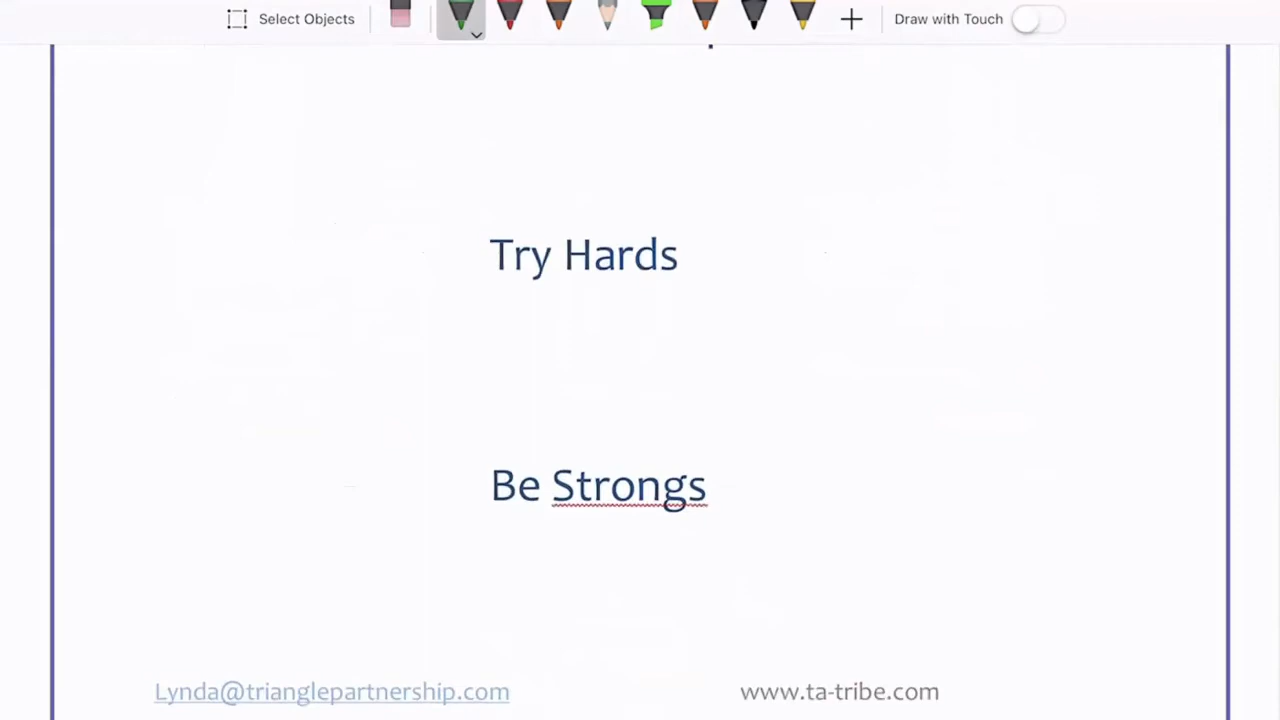 Select Objects
Draw with Touch
Try Hards
Be Strongs
Lynda@trianglepartnership.com
www.ta-tribe.com